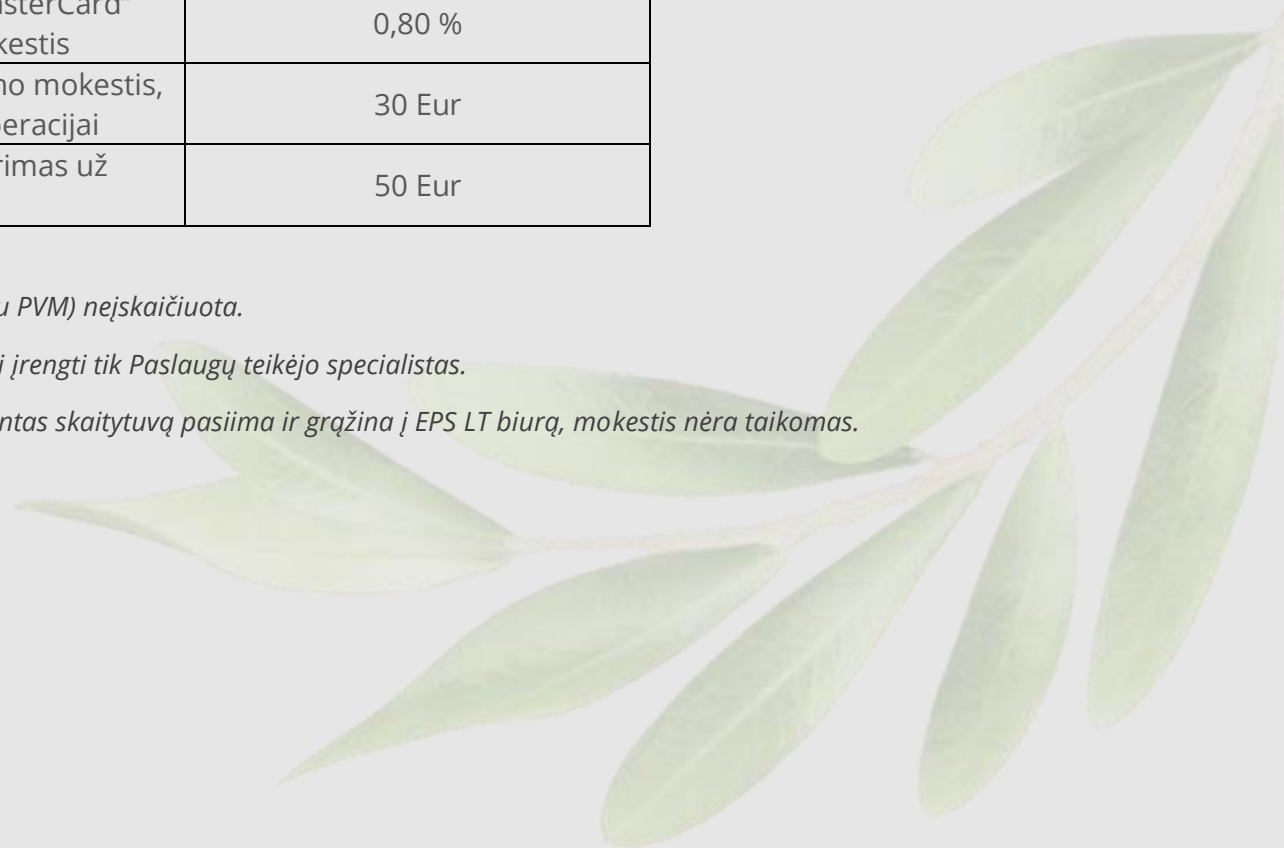 asterCard“
kestis
0,80 %
no mokestis,
peracijai
30 Eur
rimas už
50 Eur
u PVM) neįskaičiuota.
i įrengti tik Paslaugų teikėjo specialistas.
ntas skaitytuvą pasiima ir grąžina į EPS LT biurą, mokestis nėra taikomas.